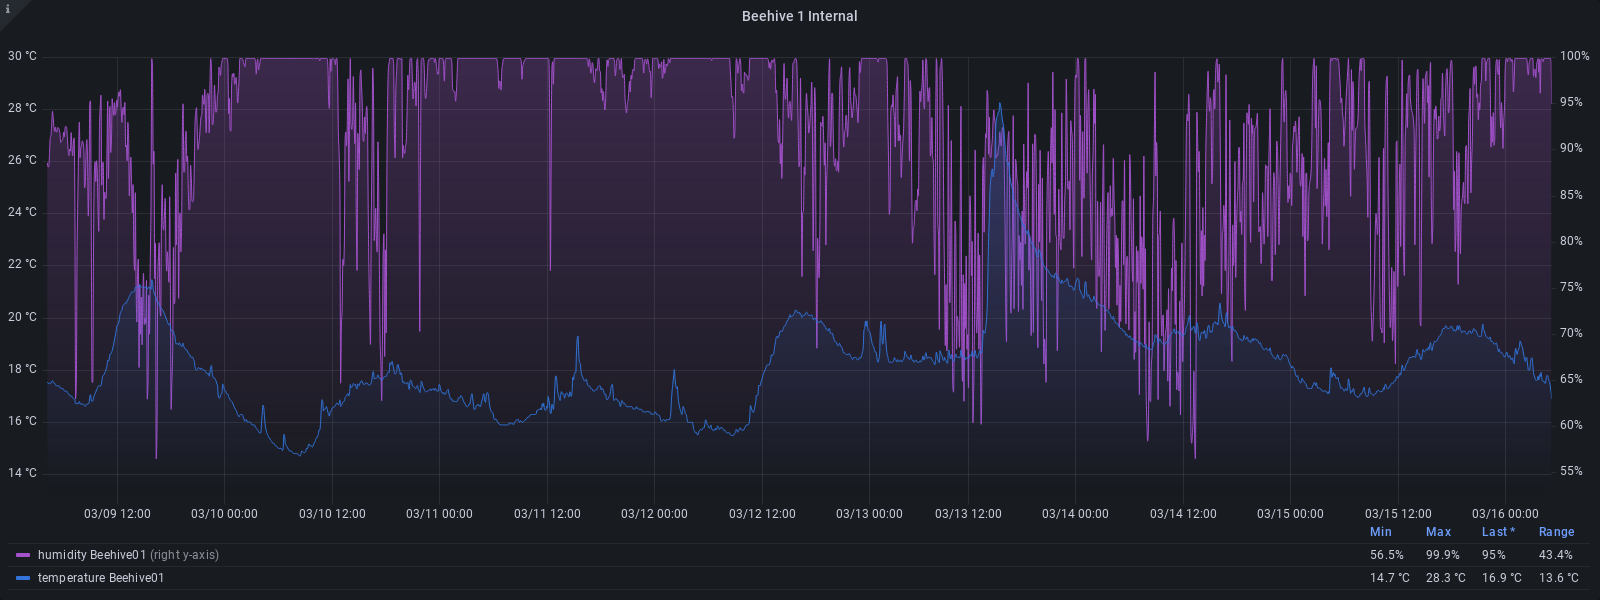 i
Beehive 1 Internal
30 °C 100%
28 °C 95%
26 °C 90%
24 °C 85%
22 °C 80%
20 °C 75%
18 °C 70%
16 °C 65%
14 °C 60%
55%
03/09 12:00 03/10 00:00 03/10 12:00 03/11 00:00 03/11 12:00 03/12 00:00 03/12 12:00 03/13 00:00 03/13 12:00 03/14 00:00 03/14 12:00 03/15 00:00 03/15 12:00 03/16 00:00
Min Max Last * Range
humidity Beehive01 (right y-axis) 56.5% 99.9% 95% 43.4%
temperature Beehive01 14.7 °C 28.3 °C 16.9 °C 13.6 °C